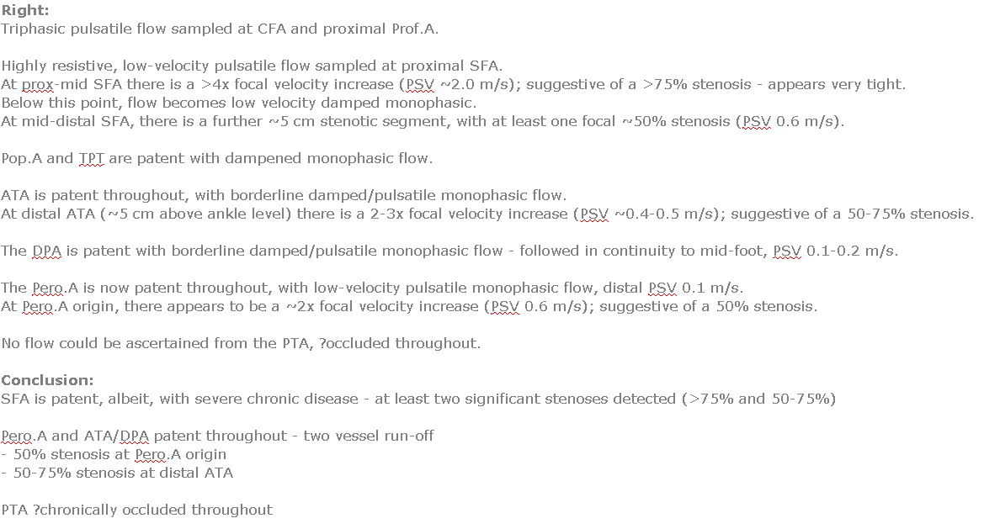 Right:
Triphasic pulsatile flow sampled at CFA and proximal Prof.A.
Highly resistive, low-velocity pulsatile flow sampled at proximal SFA.
At prox-mid SFA there is a >4x focal velocity increase (PSV ~2.0 m/s); suggestive of a >75% stenosis - appears very tight.
Below this point, flow becomes low velocity damped monophasic.
At mid-distal SFA, there is a further ~5 cm stenotic segment, with at least one focal ~50% stenosis (PSV 0.6 m/s).
Pop.A and TPT are patent with dampened monophasic flow.
ATA is patent throughout, with borderline damped/pulsatile monophasic flow.
At distal ATA (~5 cm above ankle level) there is a 2-3x focal velocity increase (PSV ~0.4-0.5 m/s); suggestive of a 50-75% stenosis.
The DPA is patent with borderline damped/pulsatile monophasic flow - followed in continuity to mid-foot, PSV 0.1-0.2 m/s.
The Pero.A is now patent throughout, with low-velocity pulsatile monophasic flow, distal PSV 0.1 m/s.
At Pero.A origin, there appears to be a ~2x focal velocity increase (PSV 0.6 m/s); suggestive of a 50% stenosis.
No flow could be ascertained from the PTA, ?occluded throughout.
Conclusion:
SFA is patent, albeit, with severe chronic disease - at least two significant stenoses detected (>75% and 50-75%)
Pero.A and ATA/DPA patent throughout - two vessel run-off
- 50% stenosis at Pero.A origin
- 50-75% stenosis at distal ATA
PTA ?chronically occluded throughout